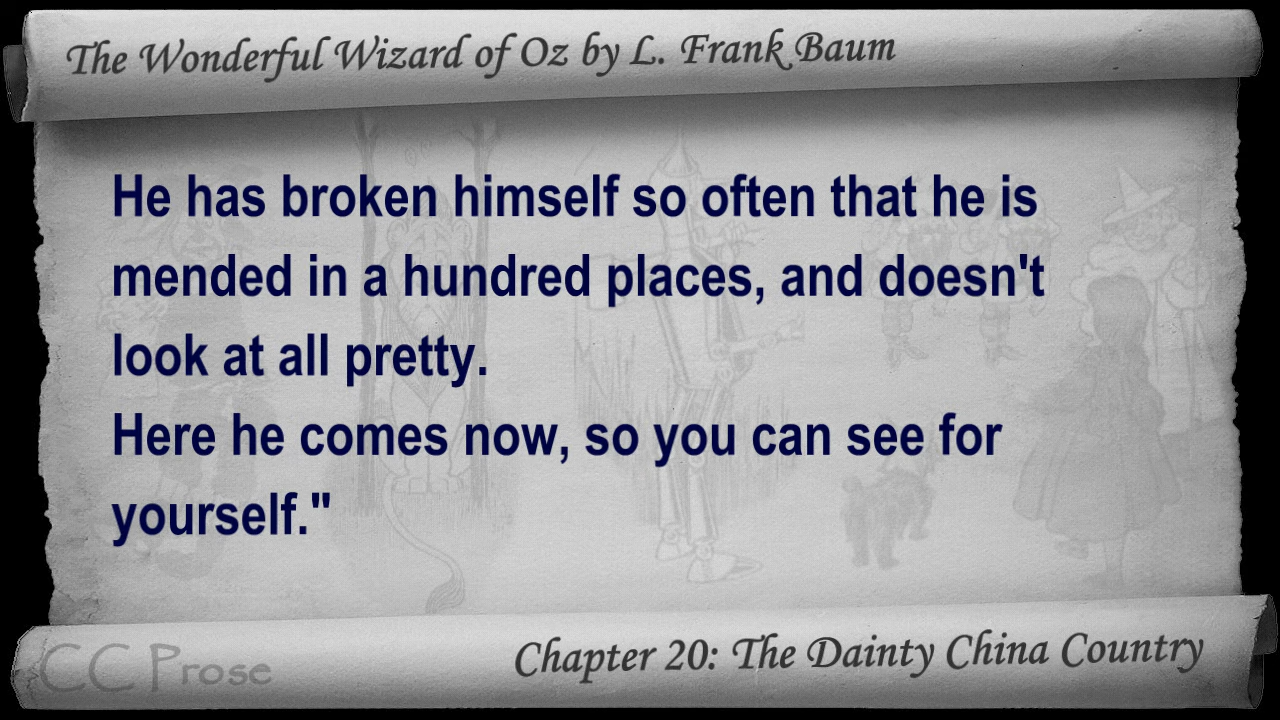 The Wonderful Wizard of Oz by L. Frank Baum
He has broken himself so often that he is
mended in a hundred places, and doesn't
look at all pretty.
Here he comes now, so you can see for
yourself."
Chapter 20: The Dainty China Country
CC Prose